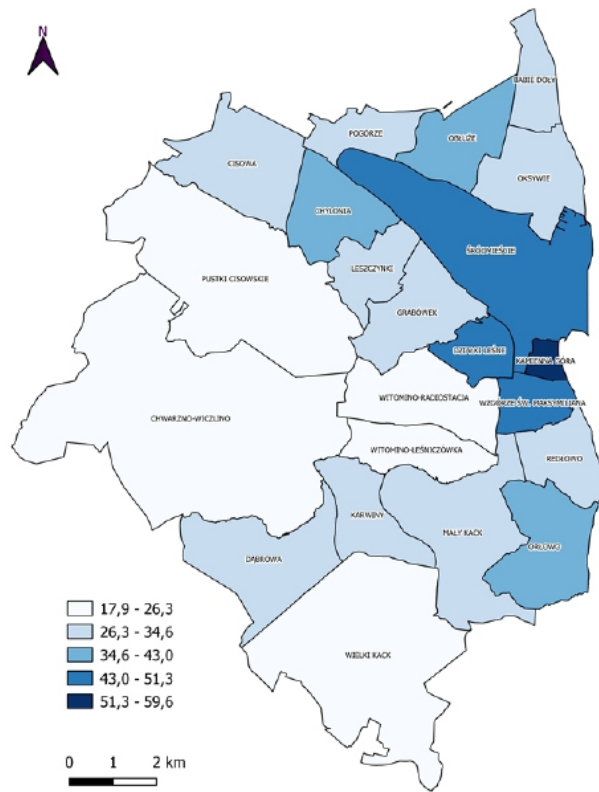 N
BABIE DOŁY
POGÓRZE
OBŁUŻE
CISOWA
OKSYWIE
CHYLONIA
ŚRÓDMIEŚCIE
LESZCZYNKI
PUSTKI CISOWSKIE
GRABÓWEK
DZIAŁKI LEŚNE
KAMIENNA GÓRA
WITOMINO-RADIOSTACJA
WZGÓRZE ŚW. MAKSYMILIANA
CHWARZNO-WICZLINO
WITOMINO-LEŚNICZÓWKA
REDŁOWO
KARWINY
MAŁY KACK
ORŁOWO
DĄBROWA
WIELKI KACK
17,9 - 26,3
26,3 - 34,6
34,6 - 43,0
43,0 - 51,3
51,3 - 59,6
0 1 2 km